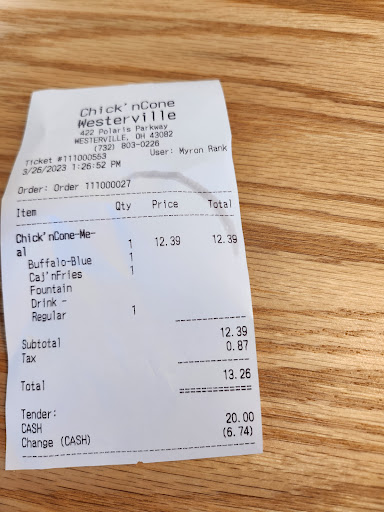 Chick'nCone
Westerville
422 Polaris Parkway
WESTERVILLE, OH 43082
(732) 803-0226
Ticket #111000553 User: Myron Rank
3/26/2023 1:26:52 PM
Order: Order 111000027
Item Qty Price Total
Chick'nCone-Me- 1 12.39 12.39
al
Buffalo-Blue 1
Caj'nFries 1
Fountain
Drink -
Regular 1
Subtotal 12.39
Tax 0.87
Total 13.26
Tender:
CASH 20.00
Change (CASH) (6.74)